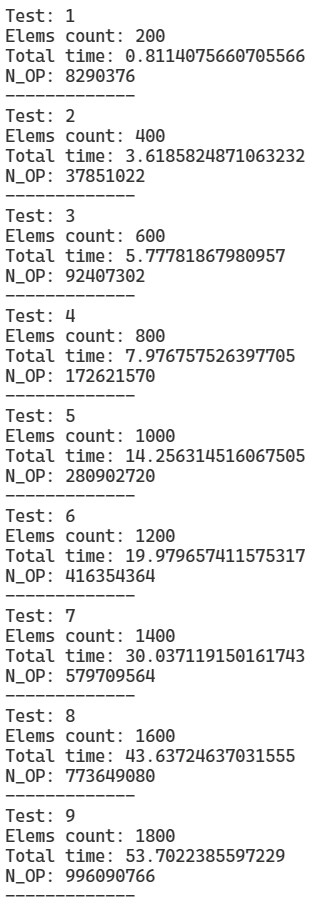 Test: 1
Elems count: 200
Total time: 0.8114075660705566
N_OP: 8290376
-------------
Test: 2
Elems count: 400
Total time: 3.6185824871063232
N_OP: 37851022
-------------
Test: 3
Elems count: 600
Total time: 5.77781867980957
N_OP: 92407302
-------------
Test: 4
Elems count: 800
Total time: 7.976757526397705
N_OP: 172621570
-------------
Test: 5
Elems count: 1000
Total time: 14.256314516067505
N_OP: 280902720
-------------
Test: 6
Elems count: 1200
Total time: 19.979657411575317
N_OP: 416354364
-------------
Test: 7
Elems count: 1400
Total time: 30.037119150161743
N_OP: 579709564
-------------
Test: 8
Elems count: 1600
Total time: 43.63724637031555
N_OP: 773649080
-------------
Test: 9
Elems count: 1800
Total time: 53.7022385597229
N_OP: 996090766
-------------